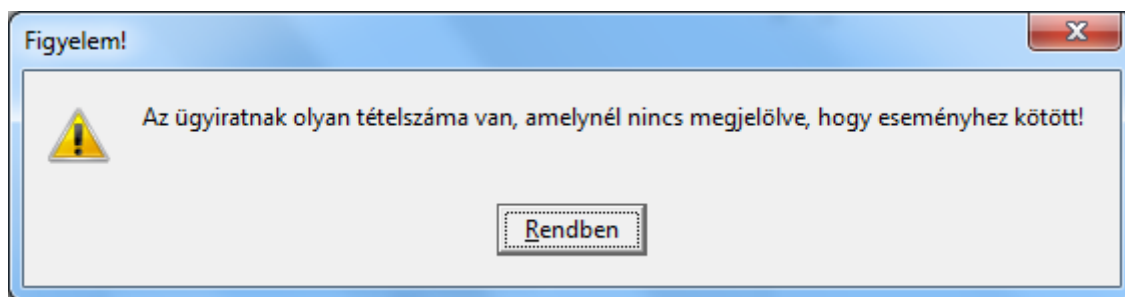 Figyelem!
Az ügyiratnak olyan tételszáma van, amelynél nincs megjelölve, hogy eseményhez kötött!
Rendben